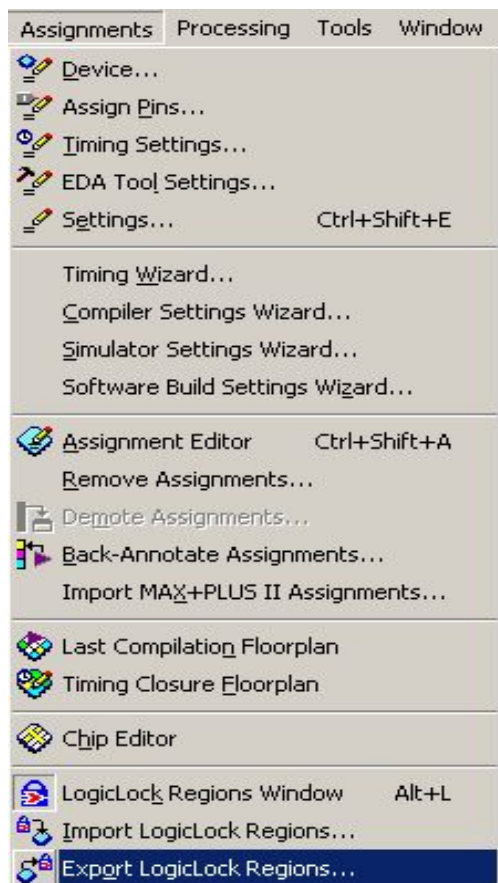 Assignments Processing Tools Window
Device...
Assign Pins...
Timing Settings...
EDA Tool Settings...
Settings... Ctrl+Shift+E
Timing Wizard...
Compiler Settings Wizard...
Simulator Settings Wizard...
Software Build Settings Wizard...
Assignment Editor Ctrl+Shift+A
Remove Assignments...
Demote Assignments...
Back-Annotate Assignments...
Import MAX+PLUS II Assignments...
Last Compilation Floorplan
Timing Closure Floorplan
Chip Editor
LogicLock Regions Window Alt+L
Import LogicLock Regions...
Export LogicLock Regions...